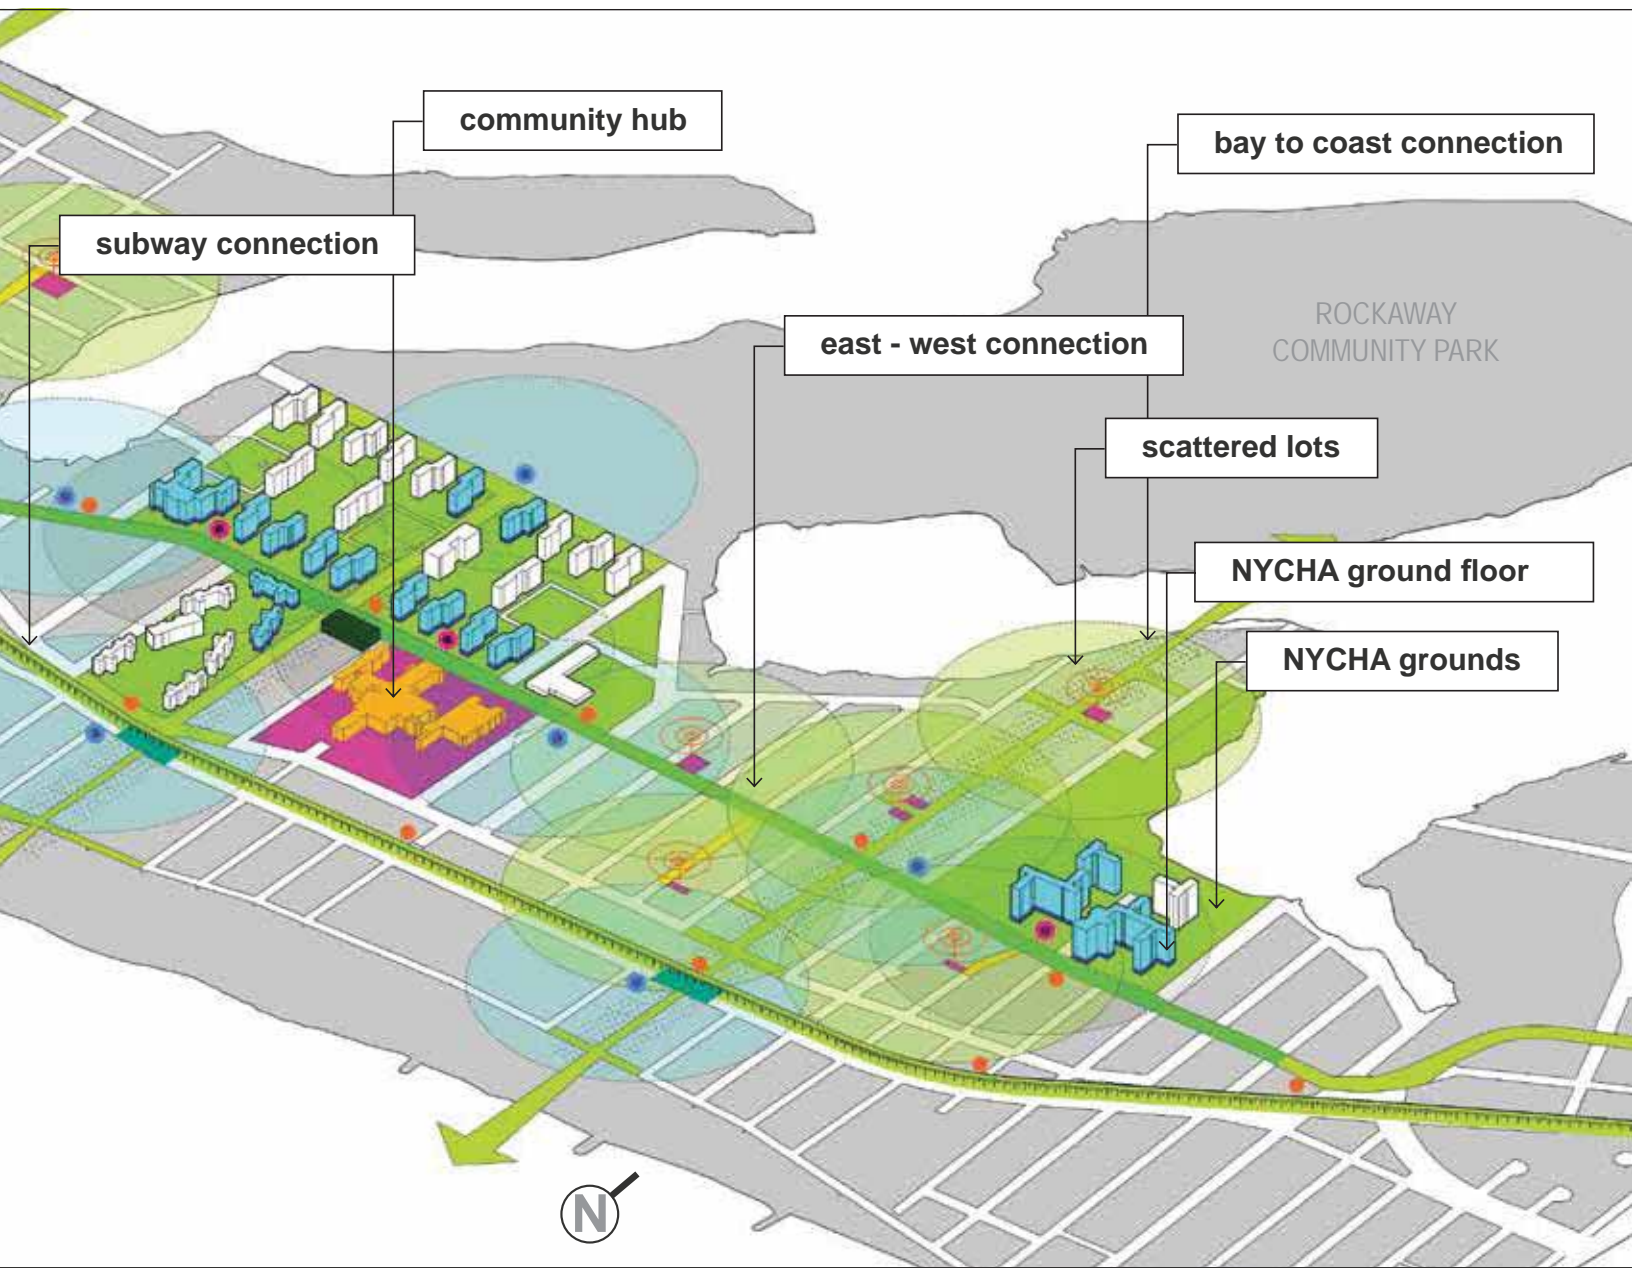 community hub
bay to coast connection
subway connection
ROCKAWAY
COMMUNITY PARK
east - west connection
scattered lots
NYCHA ground floor
NYCHA grounds
N